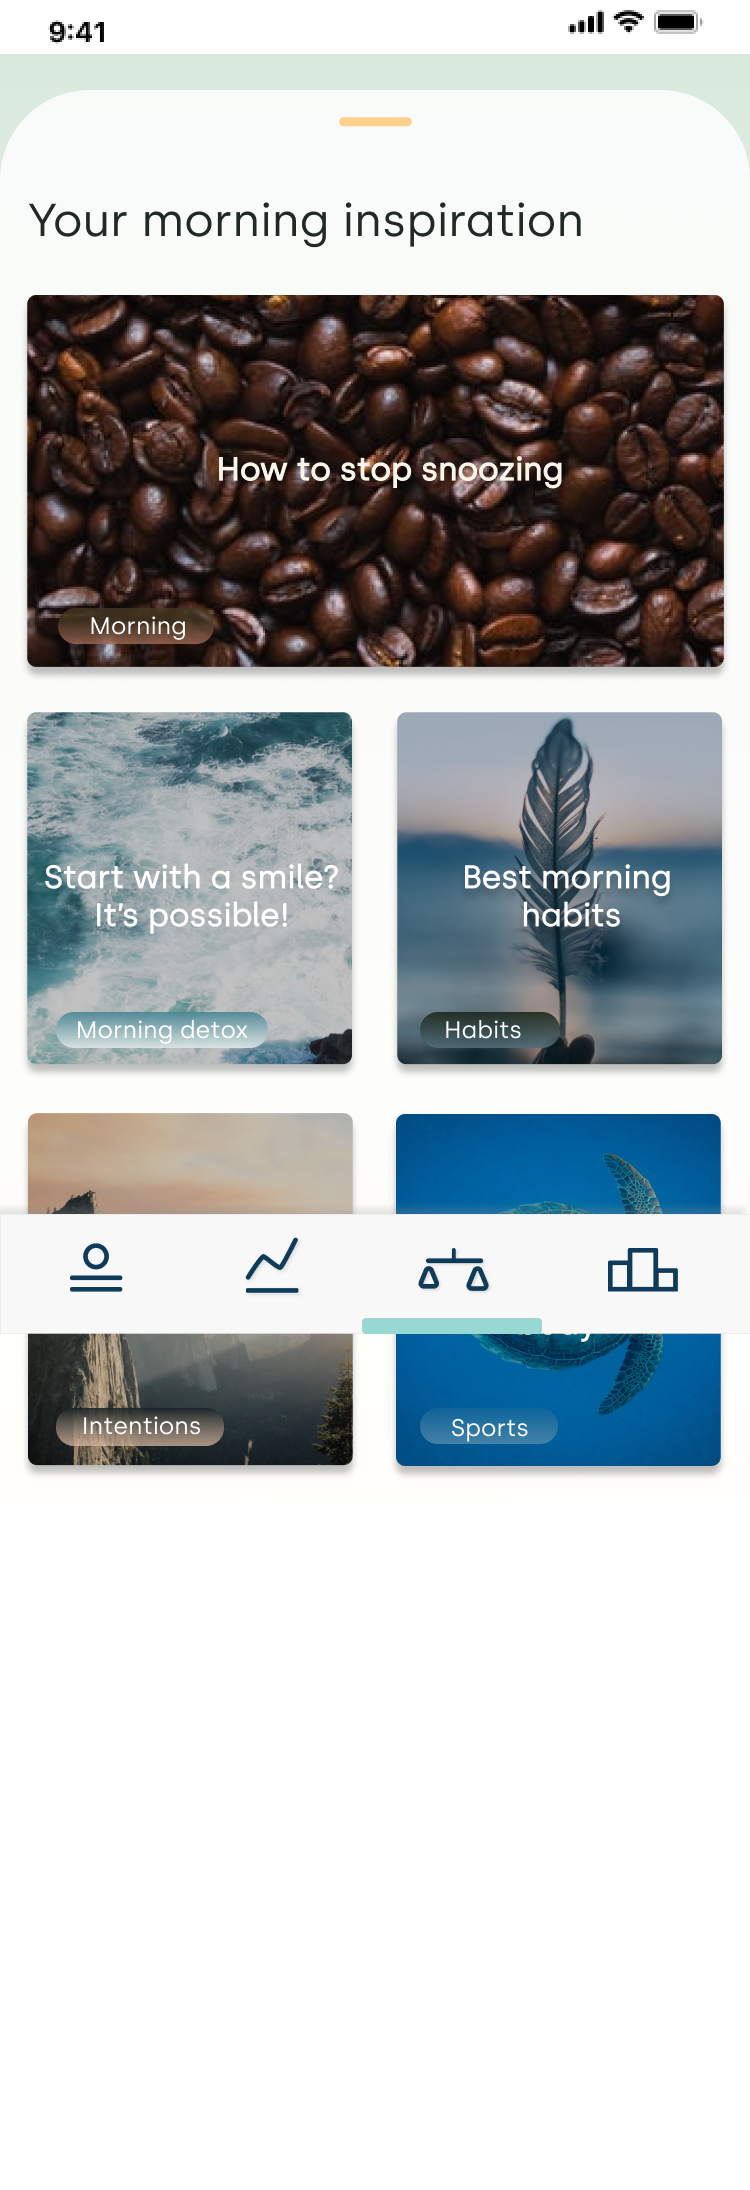 9:41
Your morning inspiration
How to stop snoozing
Morning
Start with a smile?
It's possible!
Best morning
habits
Morning detox
Habits
Intentions
Sports